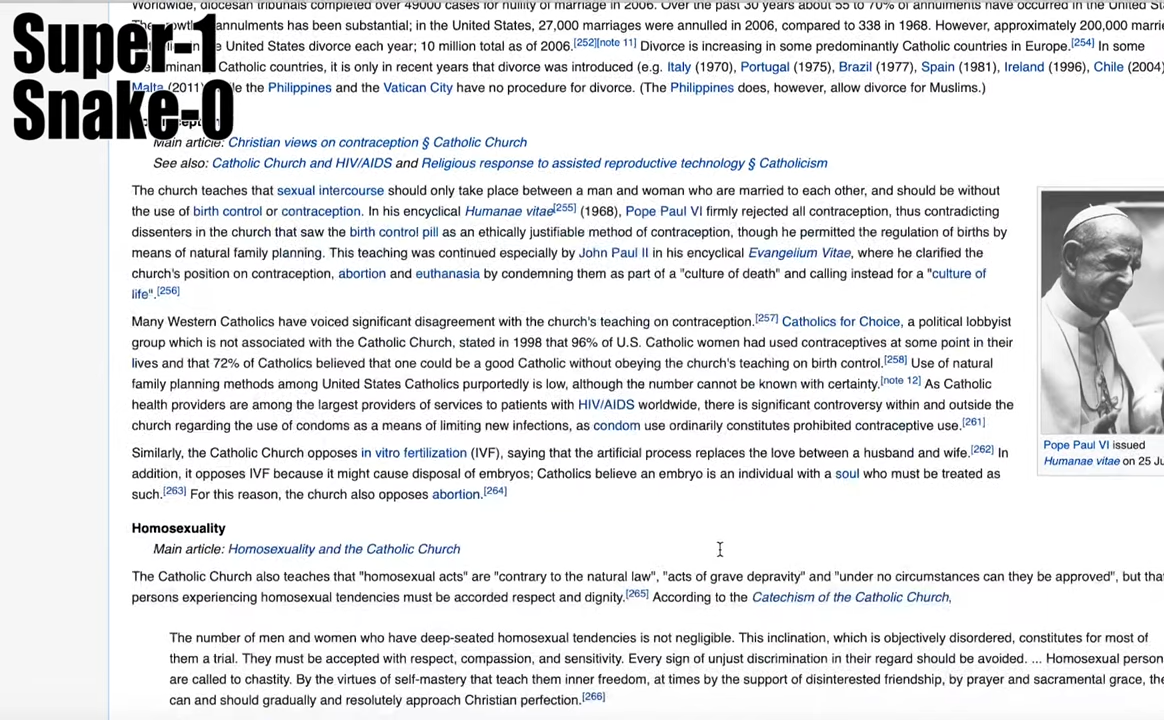 Super-1
Snake-0
Worldwide, diocesan tribunals completed over 49000 cases for nullity of marriage in 2006. Over the past 30 years about 55 to 70% of annulments have occurred in the United
annulments has been substantial; in the United States, 27,000 marriages were annulled in 2006, compared to 338 in 1968. However, approximately 200,000
United States divorce each year; 10 million total as of 2006.[252][note 11] Divorce is increasing in some predominantly Catholic countries in Europe.[254] In some
Catholic countries, it is only in recent years that divorce was introduced (e.g. Italy (1970), Portugal (1975), Brazil (1977), Spain (1981), Ireland (1996), Chile (2004)
Malta (2011) the Philippines and the Vatican City have no procedure for divorce. (The Philippines does, however, allow divorce for Muslims.)
Main article: Christian views on contraception § Catholic Church
See also: Catholic Church and HIV/AIDS and Religious response to assisted reproductive technology § Catholicism
The church teaches that sexual intercourse should only take place between a man and woman who are married to each other, and should be without
the use of birth control or contraception. In his encyclical Humanae vitae[255] (1968), Pope Paul VI firmly rejected all contraception, thus contradicting
dissenters in the church that saw the birth control pill as an ethically justifiable method of contraception, though he permitted the regulation of births by
means of natural family planning. This teaching was continued especially by John Paul II in his encyclical Evangelium Vitae, where he clarified the
church's position on contraception, abortion and euthanasia by condemning them as part of a "culture of death" and calling instead for a "culture of
life".[256]
Many Western Catholics have voiced significant disagreement with the church's teaching on contraception.[257] Catholics for Choice, a political lobbyist
group which is not associated with the Catholic Church, stated in 1998 that 96% of U.S. Catholic women had used contraceptives at some point in their
lives and that 72% of Catholics believed that one could be a good Catholic without obeying the church's teaching on birth control.[258] Use of natural
family planning methods among United States Catholics purportedly is low, although the number cannot be known with certainty.[note 12] As Catholic
health providers are among the largest providers of services to patients with HIV/AIDS worldwide, there is significant controversy within and outside the
church regarding the use of condoms as a means of limiting new infections, as condom use ordinarily constitutes prohibited contraceptive use.[261]
Pope Paul VI issued
Humanae vitae on 25
Similarly, the Catholic Church opposes in vitro fertilization (IVF), saying that the artificial process replaces the love between a husband and wife.[262] In
addition, it opposes IVF because it might cause disposal of embryos; Catholics believe an embryo is an individual with a soul who must be treated as
such.[263] For this reason, the church also opposes abortion.[264]
Homosexuality
Main article: Homosexuality and the Catholic Church
The Catholic Church also teaches that "homosexual acts" are "contrary to the natural law", "acts of grave depravity" and "under no circumstances can they be approved", but
persons experiencing homosexual tendencies must be accorded respect and dignity.[265] According to the Catechism of the Catholic Church,
The number of men and women who have deep-seated homosexual tendencies is not negligible. This inclination, which is objectively disordered, constitutes for most of
them a trial. They must be accepted with respect, compassion, and sensitivity. Every sign of unjust discrimination in their regard should be avoided. ... Homosexual
are called to chastity. By the virtues of self-mastery that teach them inner freedom, at times by the support of disinterested friendship, by prayer and sacramental grace,
can and should gradually and resolutely approach Christian perfection.[266]